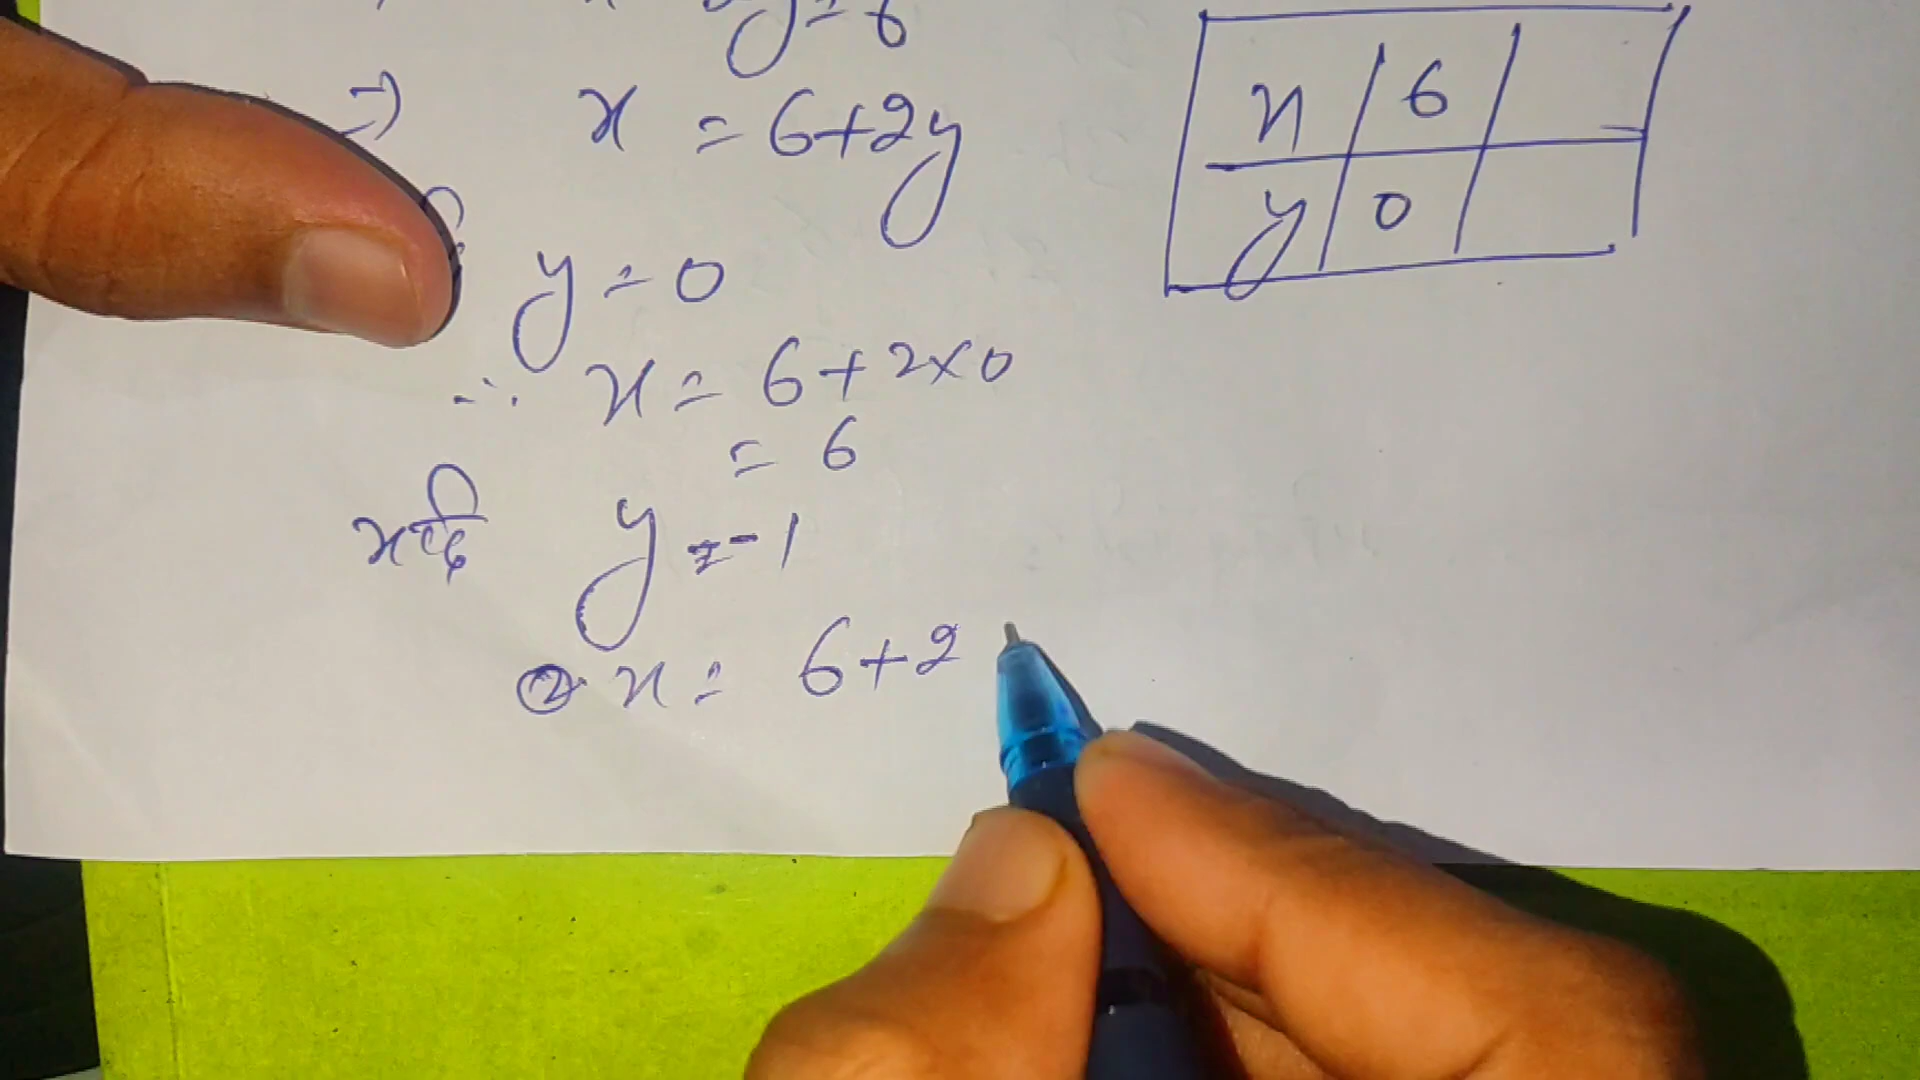 y = 6
⇒ x = 6+2y
y = 0
∴ x = 6+2×0
= 6
यदि y = -1
x = 6+2
x 6
y 0